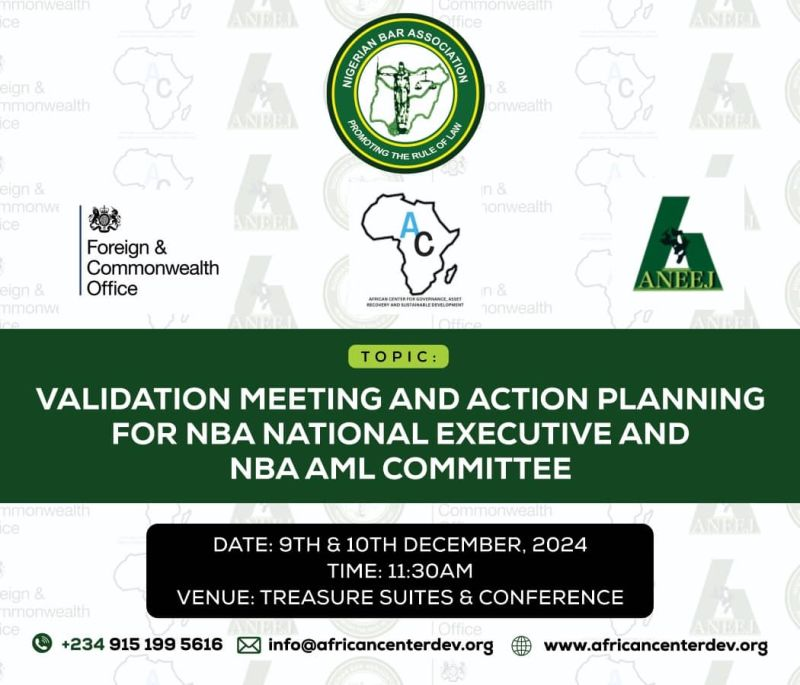 NIGERIAN BAR ASSOCIATION
PROMOTING THE RULE OF LAW
Foreign &
Commonwealth
Office
AC
AFRICAN CENTER FOR GOVERNANCE, ASSET
RECOVERY AND SUSTAINABLE DEVELOPMENT
ANEEJ
TOPIC:
VALIDATION MEETING AND ACTION PLANNING
FOR NBA NATIONAL EXECUTIVE AND
NBA AML COMMITTEE
DATE: 9TH & 10TH DECEMBER, 2024
TIME: 11:30AM
VENUE: TREASURE SUITES & CONFERENCE
+234 915 199 5616 info@africancenterdev.org www.africancenterdev.org